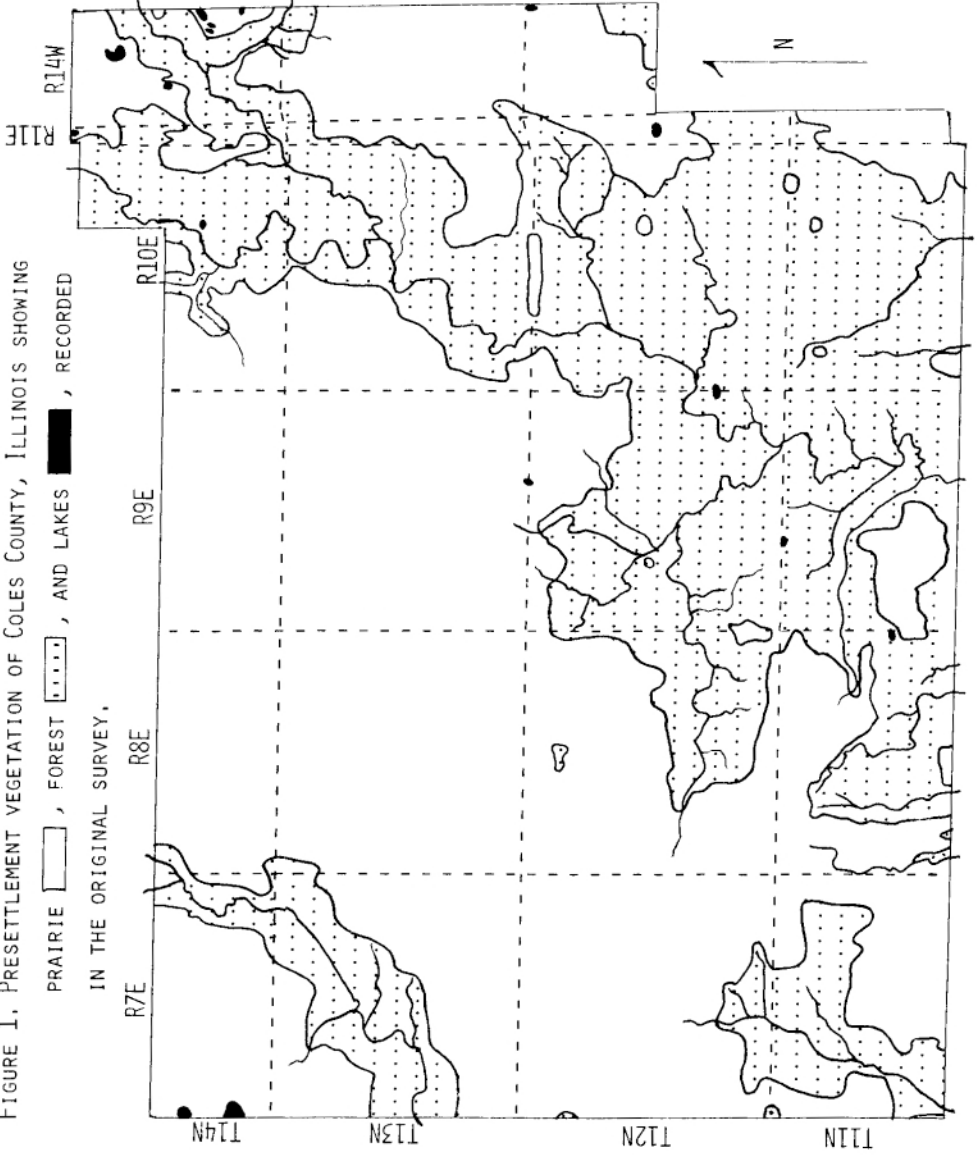 FIGURE 1. PRESETTLEMENT VEGETATION OF COLES COUNTY, ILLINOIS SHOWING
PRAIRIE , FOREST , AND LAKES , RECORDED
IN THE ORIGINAL SURVEY.
R7E
R8E
R9E
R10E
R11E
R14W
T14N
T13N
T12N
T11N
N